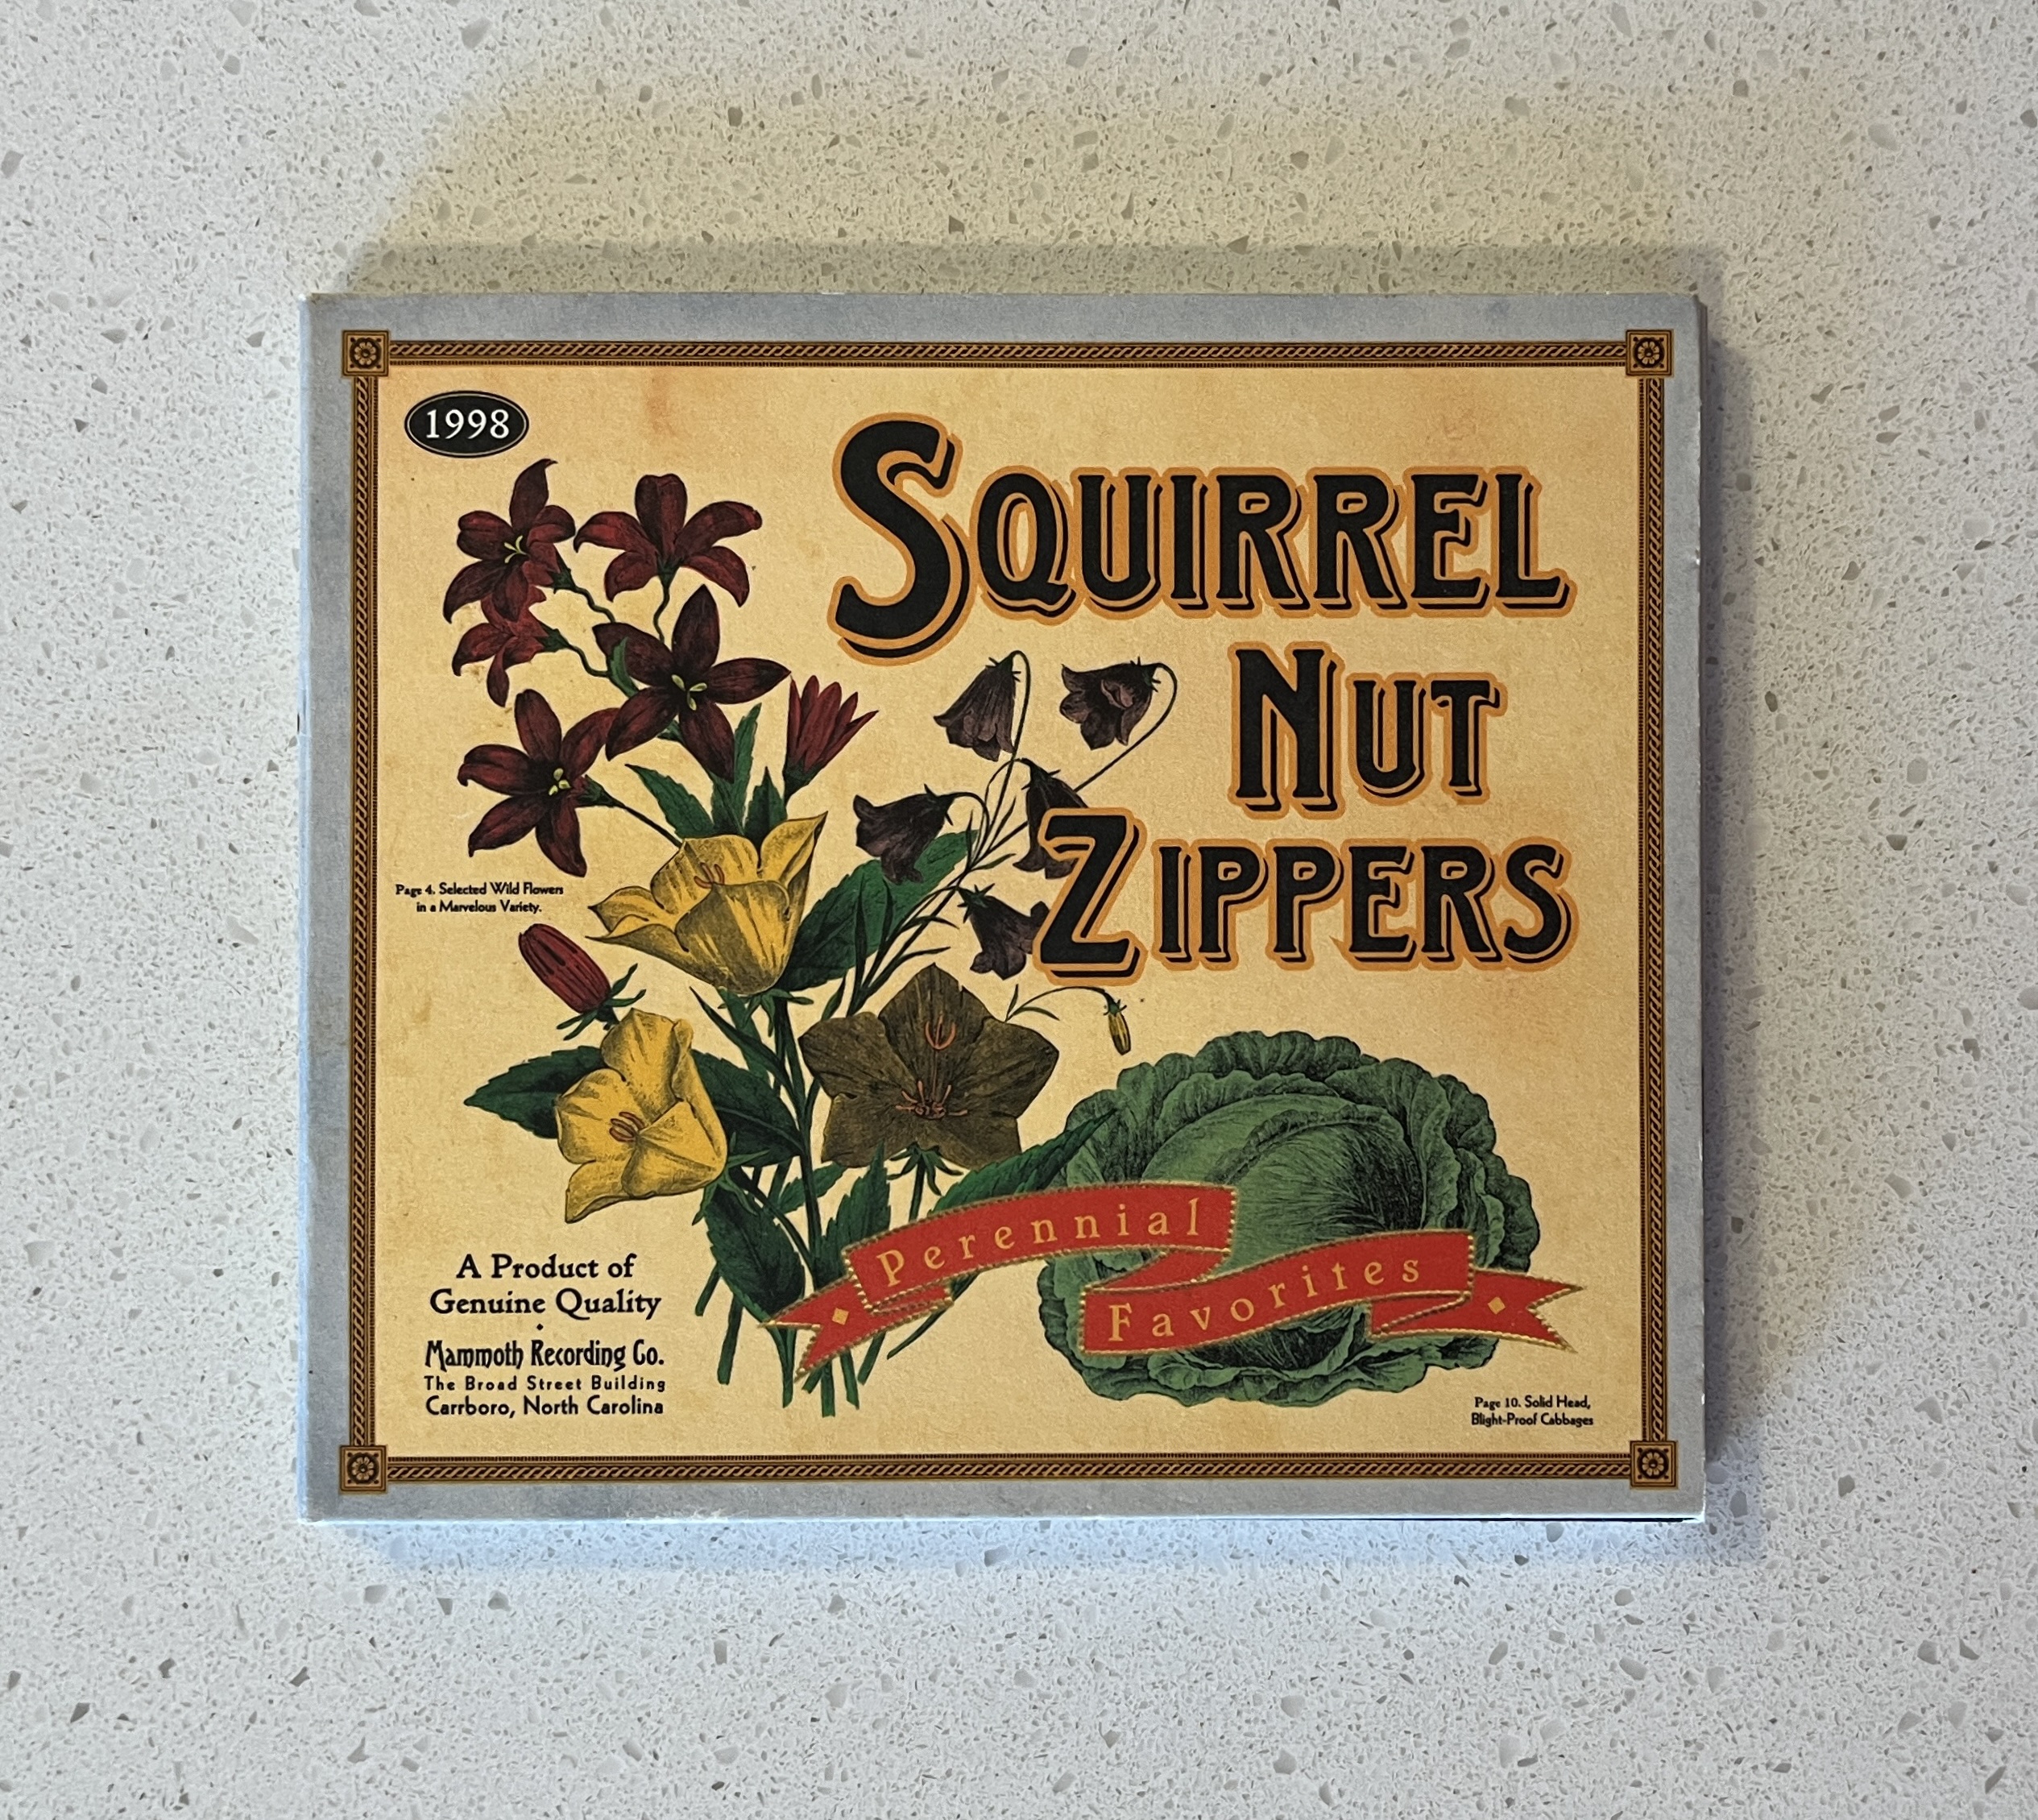 1998
SQUIRREL
NUT
ZIPPERS
Page 4. Selected Wild Flowers
in a Marvelous Variety.
Perennial
Favorites
A Product of
Genuine Quality
Mammoth Recording Co.
The Broad Street Building
Carrboro, North Carolina
Page 10. Solid Head,
Blight-Proof Cabbages